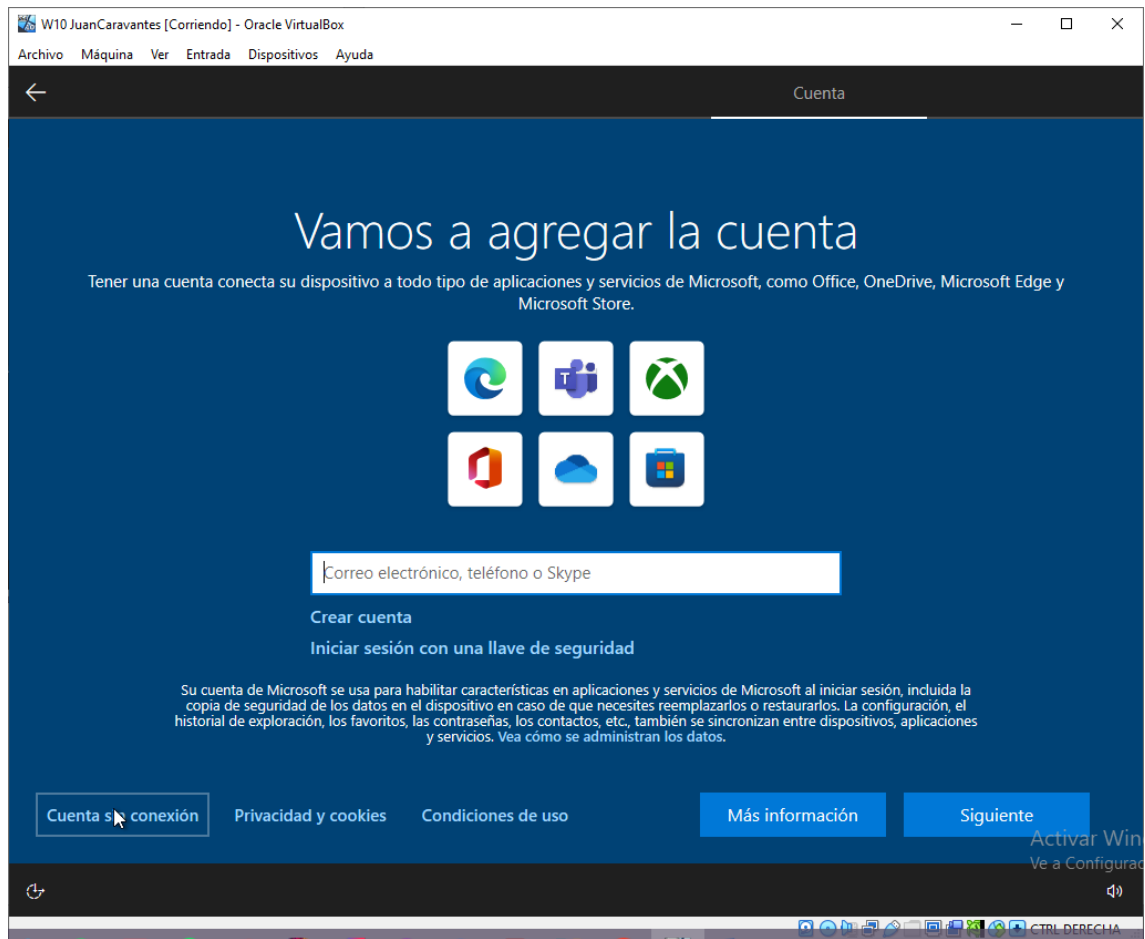 W10 JuanCaravantes [Corriendo] - Oracle VirtualBox
Archivo Máquina Ver Entrada Dispositivos Ayuda
Cuenta
Vamos a agregar la cuenta
Tener una cuenta conecta su dispositivo a todo tipo de aplicaciones y servicios de Microsoft, como Office, OneDrive, Microsoft Edge y
Microsoft Store.
Correo electrónico, teléfono o Skype
Crear cuenta
Iniciar sesión con una llave de seguridad
Su cuenta de Microsoft se usa para habilitar características en aplicaciones y servicios de Microsoft al iniciar sesión, incluida la
copia de seguridad de los datos en el dispositivo en caso de que necesites reemplazarlos o restaurarlos. La configuración, el
historial de exploración, los favoritos, las contraseñas, los contactos, etc., también se sincronizan entre dispositivos, aplicaciones
y servicios. Vea cómo se administran los datos.
Cuenta sin conexión Privacidad y cookies Condiciones de uso Más información Siguiente
Activar Win
Ve a Configurac
CTRL DERECHA